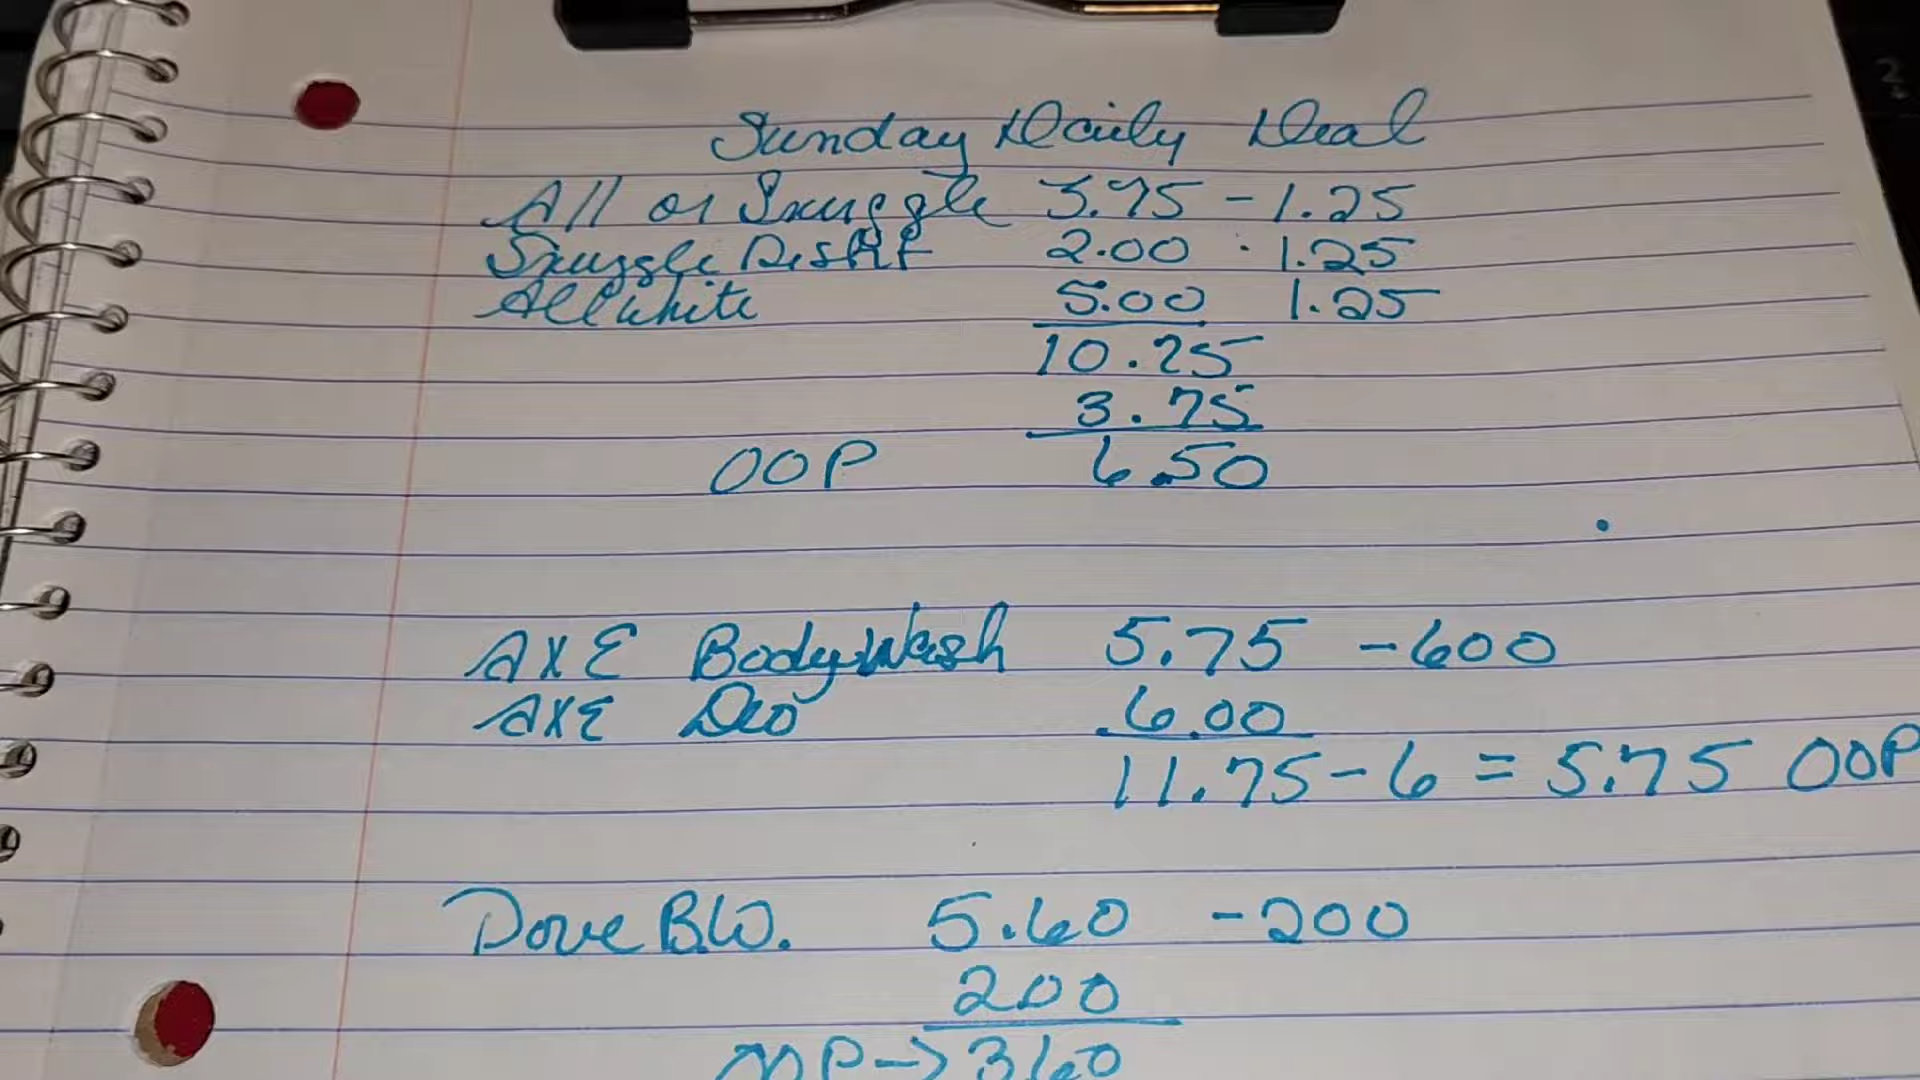 Sunday Daily Deal
All or Snuggle 3.75 - 1.25
Snuggle 2.00 · 1.25
All white 5.00 1.25
10.25
3.75
OOP 6.50
AXE Body Wash 5.75 - 600
AXE Deo 6.00
11.75 - 6 = 5.75 OOP
Dove B.W. 5.60 - 200
200
OOP -> 360